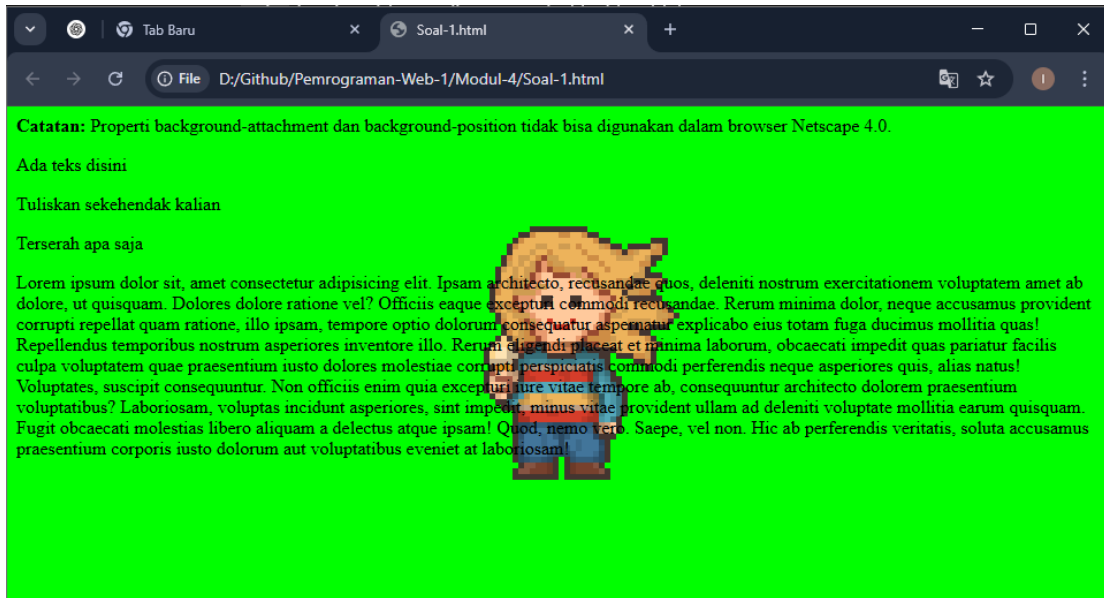 Tab Baru
Soal-1.html
File D:/Github/Pemrograman-Web-1/Modul-4/Soal-1.html
I
Catatan: Properti background-attachment dan background-position tidak bisa digunakan dalam browser Netscape 4.0.
Ada teks disini
Tuliskan sekehendak kalian
Terserah apa saja
Lorem ipsum dolor sit, amet consectetur adipisicing elit. Ipsam architecto, recusandae quos, deleniti nostrum exercitationem voluptatem amet ab
dolore, ut quisquam. Dolores dolore ratione vel? Officiis eaque excepturi commodi recusandae. Rerum minima dolor, neque accusamus provident
corrupti repellat quam ratione, illo ipsam, tempore optio dolorum consequatur aspernatur explicabo eius totam fuga ducimus mollitia quas!
Repellendus temporibus nostrum asperiores inventore illo. Rerum eligendi placeat et minima laborum, obcaecati impedit quas pariatur facilis
culpa voluptatem quae praesentium iusto dolores molestiae corrupti perspiciatis commodi perferendis neque asperiores quis, alias natus!
Voluptates, suscipit consequuntur. Non officiis enim quia excepturi iure vitae tempore ab, consequuntur architecto dolorem praesentium
voluptatibus? Laboriosam, voluptas incidunt asperiores, sint impedit, minus vitae provident ullam ad deleniti voluptate mollitia earum quisquam.
Fugit obcaecati molestias libero aliquam a delectus atque ipsam! Quod, nemo vero. Saepe, vel non. Hic ab perferendis veritatis, soluta accusamus
praesentium corporis iusto dolorum aut voluptatibus eveniet at laboriosam!